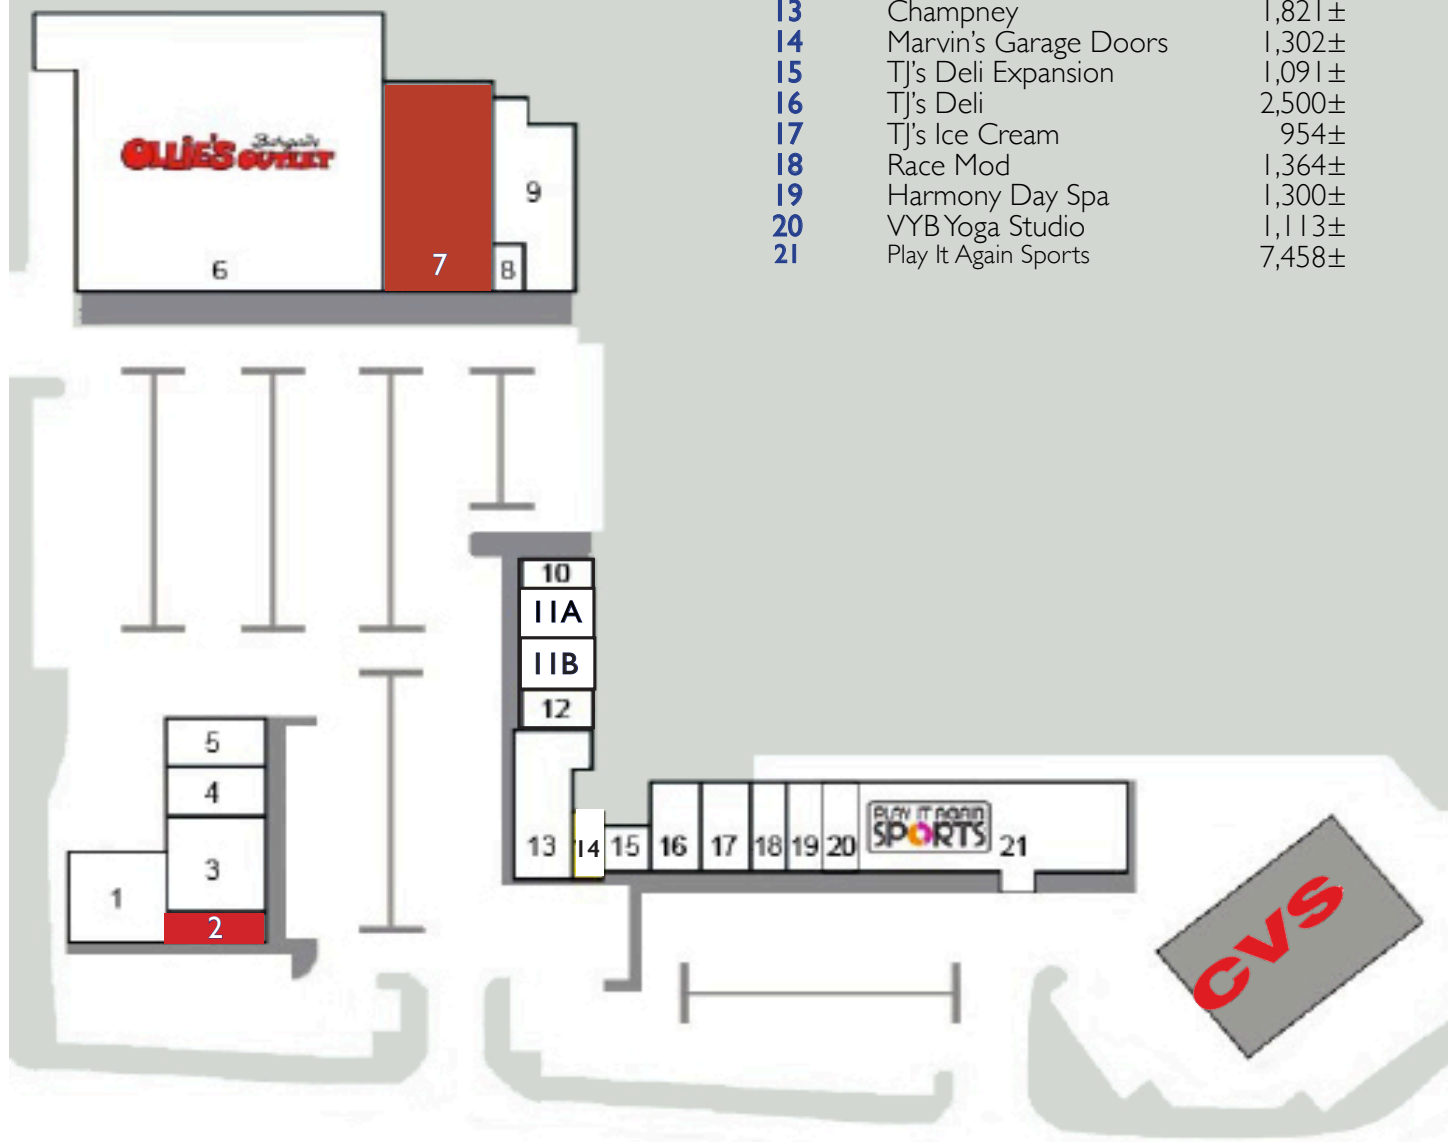 13 Champney 1,821±
14 Marvin's Garage Doors 1,302±
15 TJ's Deli Expansion 1,091±
16 TJ's Deli 2,500±
17 TJ's Ice Cream 954±
18 Race Mod 1,364±
19 Harmony Day Spa 1,300±
20 VYB Yoga Studio 1,113±
21 Play It Again Sports 7,458±
Bargain
OLLIE'S OUTLET
9
6
7
8
10
11A
11B
12
5
4
3
1
2
13
14
15
16
17
18
19
20
PLAY IT AGAIN
SPORTS
21
CVS